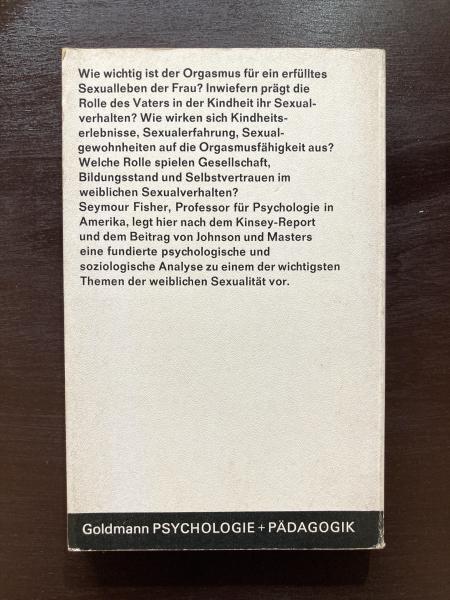 Wie wichtig ist der Orgasmus für ein erfülltes
Sexualleben der Frau? Inwiefern prägt die
Rolle des Vaters in der Kindheit ihr Sexual-
verhalten? Wie wirken sich Kindheits-
erlebnisse, Sexualerfahrung, Sexual-
gewohnheiten auf die Orgasmusfähigkeit aus?
Welche Rolle spielen Gesellschaft,
Bildungsstand und Selbstvertrauen im
weiblichen Sexualverhalten?
Seymour Fisher, Professor für Psychologie in
Amerika, legt hier nach dem Kinsey-Report
und dem Beitrag von Johnson und Masters
eine fundierte psychologische und
soziologische Analyse zu einem der wichtigsten
Themen der weiblichen Sexualität vor.
Goldmann PSYCHOLOGIE + PÄDAGOGIK